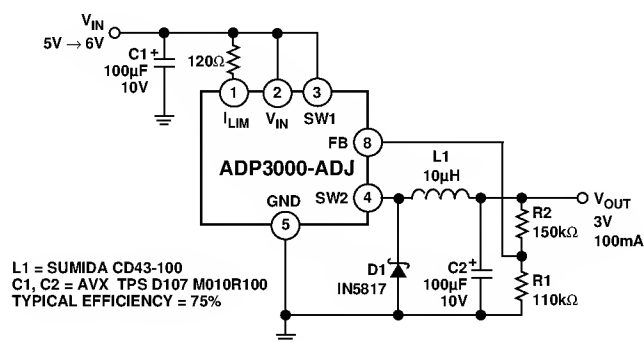 VIN
5V → 6V
C1
+
100µF
10V
120Ω
1
2
3
ILIM
VIN
SW1
FB
8
ADP3000-ADJ
L1
10µH
SW2
4
GND
5
VOUT
3V
100mA
R2
150kΩ
D1
IN5817
C2
+
100µF
10V
R1
110kΩ
L1 = SUMIDA CD43-100
C1, C2 = AVX TPS D107 M010R100
TYPICAL EFFICIENCY = 75%